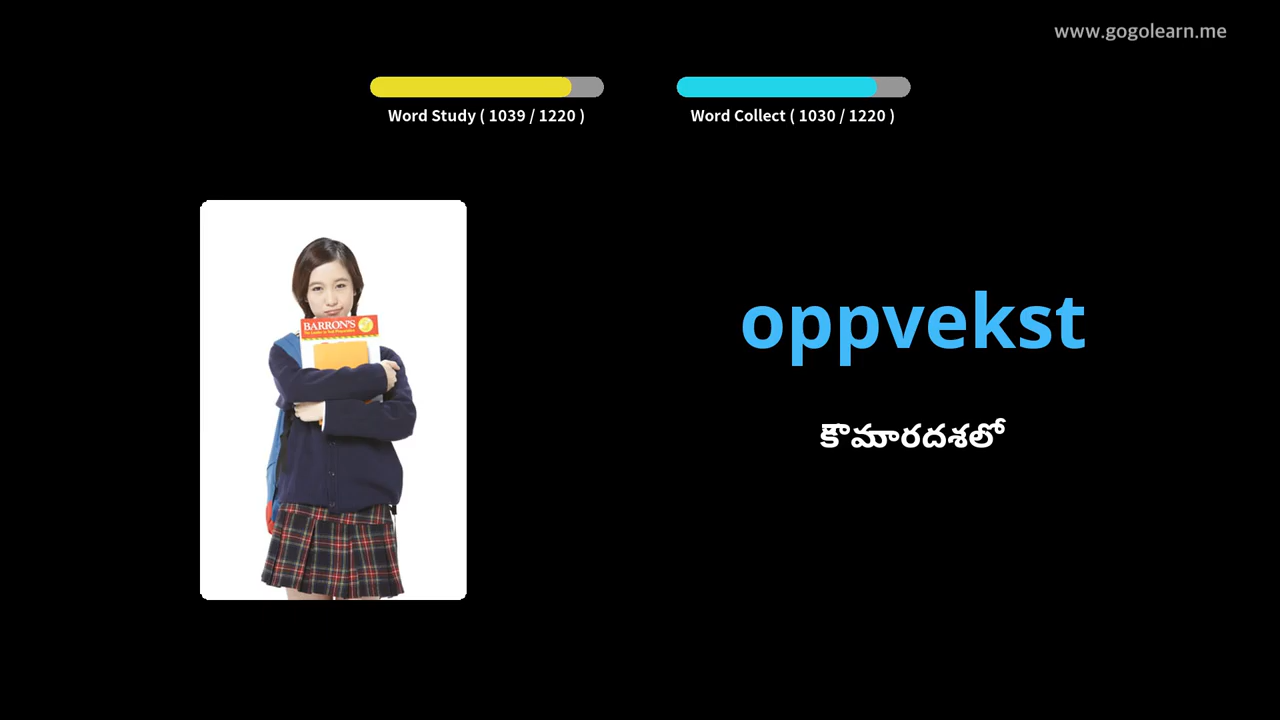 www.gogolearn.me
Word Study ( 1039 / 1220 )
Word Collect ( 1030 / 1220 )
BARRON'S
oppvekst
కౌమారదశలో